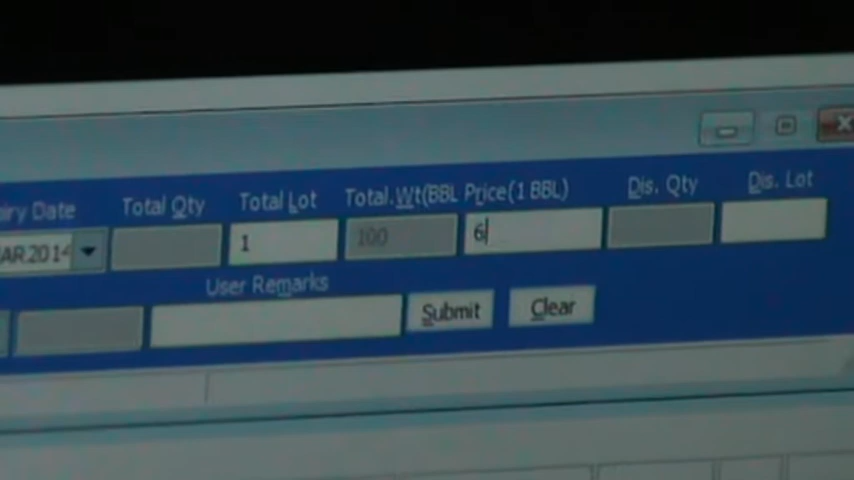 iry Date Total Qty Total Lot Total.Wt(BBL Price(1 BBL) Dis. Qty Dis. Lot
AR2014 1 100 6
User Remarks
Submit Clear